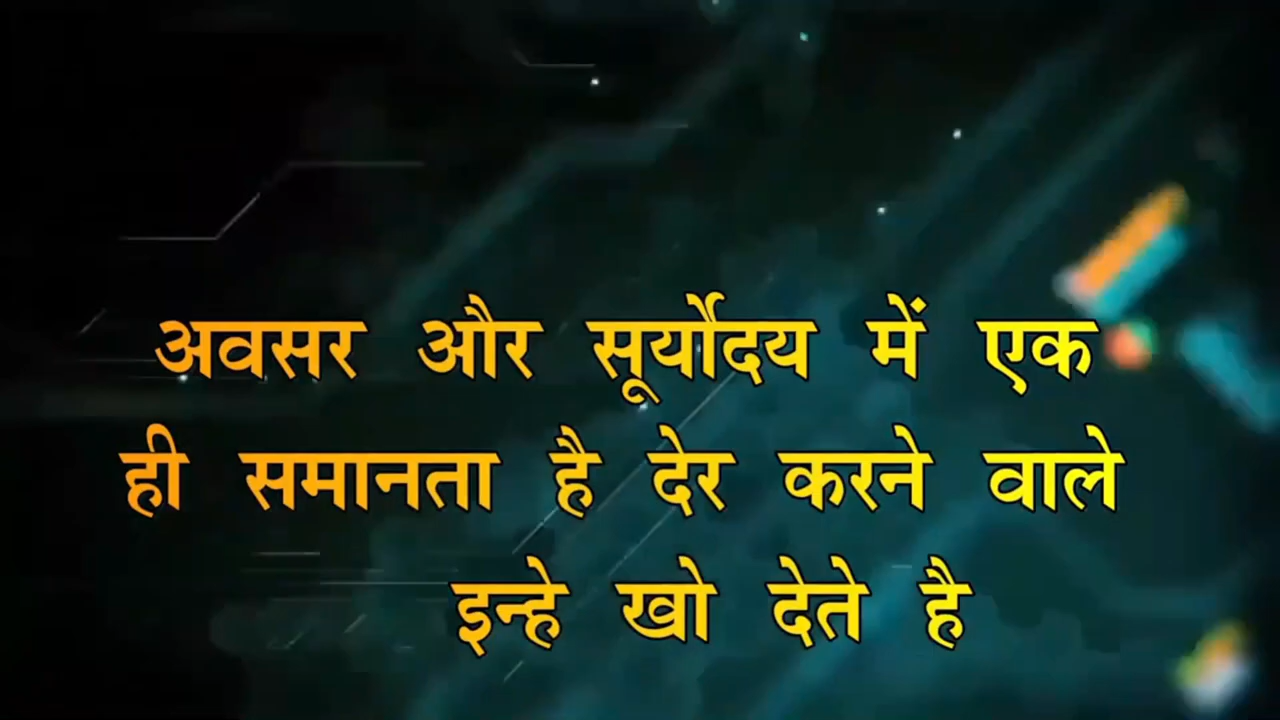 अवसर और सूर्योदय में एक
ही समानता है देर करने वाले
इन्हे खो देते है